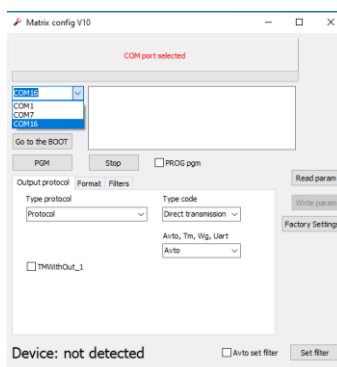 Matrix config V10
COM port selected
COM16
COM1
COM7
COM16
Go to the BOOT
PGM
Stop
PROG pgm
Read param
Output protocol
Format
Filters
Type protocol
Type code
Write param
Protocol
Direct transmission
Factory Settings
Avto, Tm, Wg, Uart
Avto
TMWithOut_1
Device: not detected
Avto set filter
Set filter